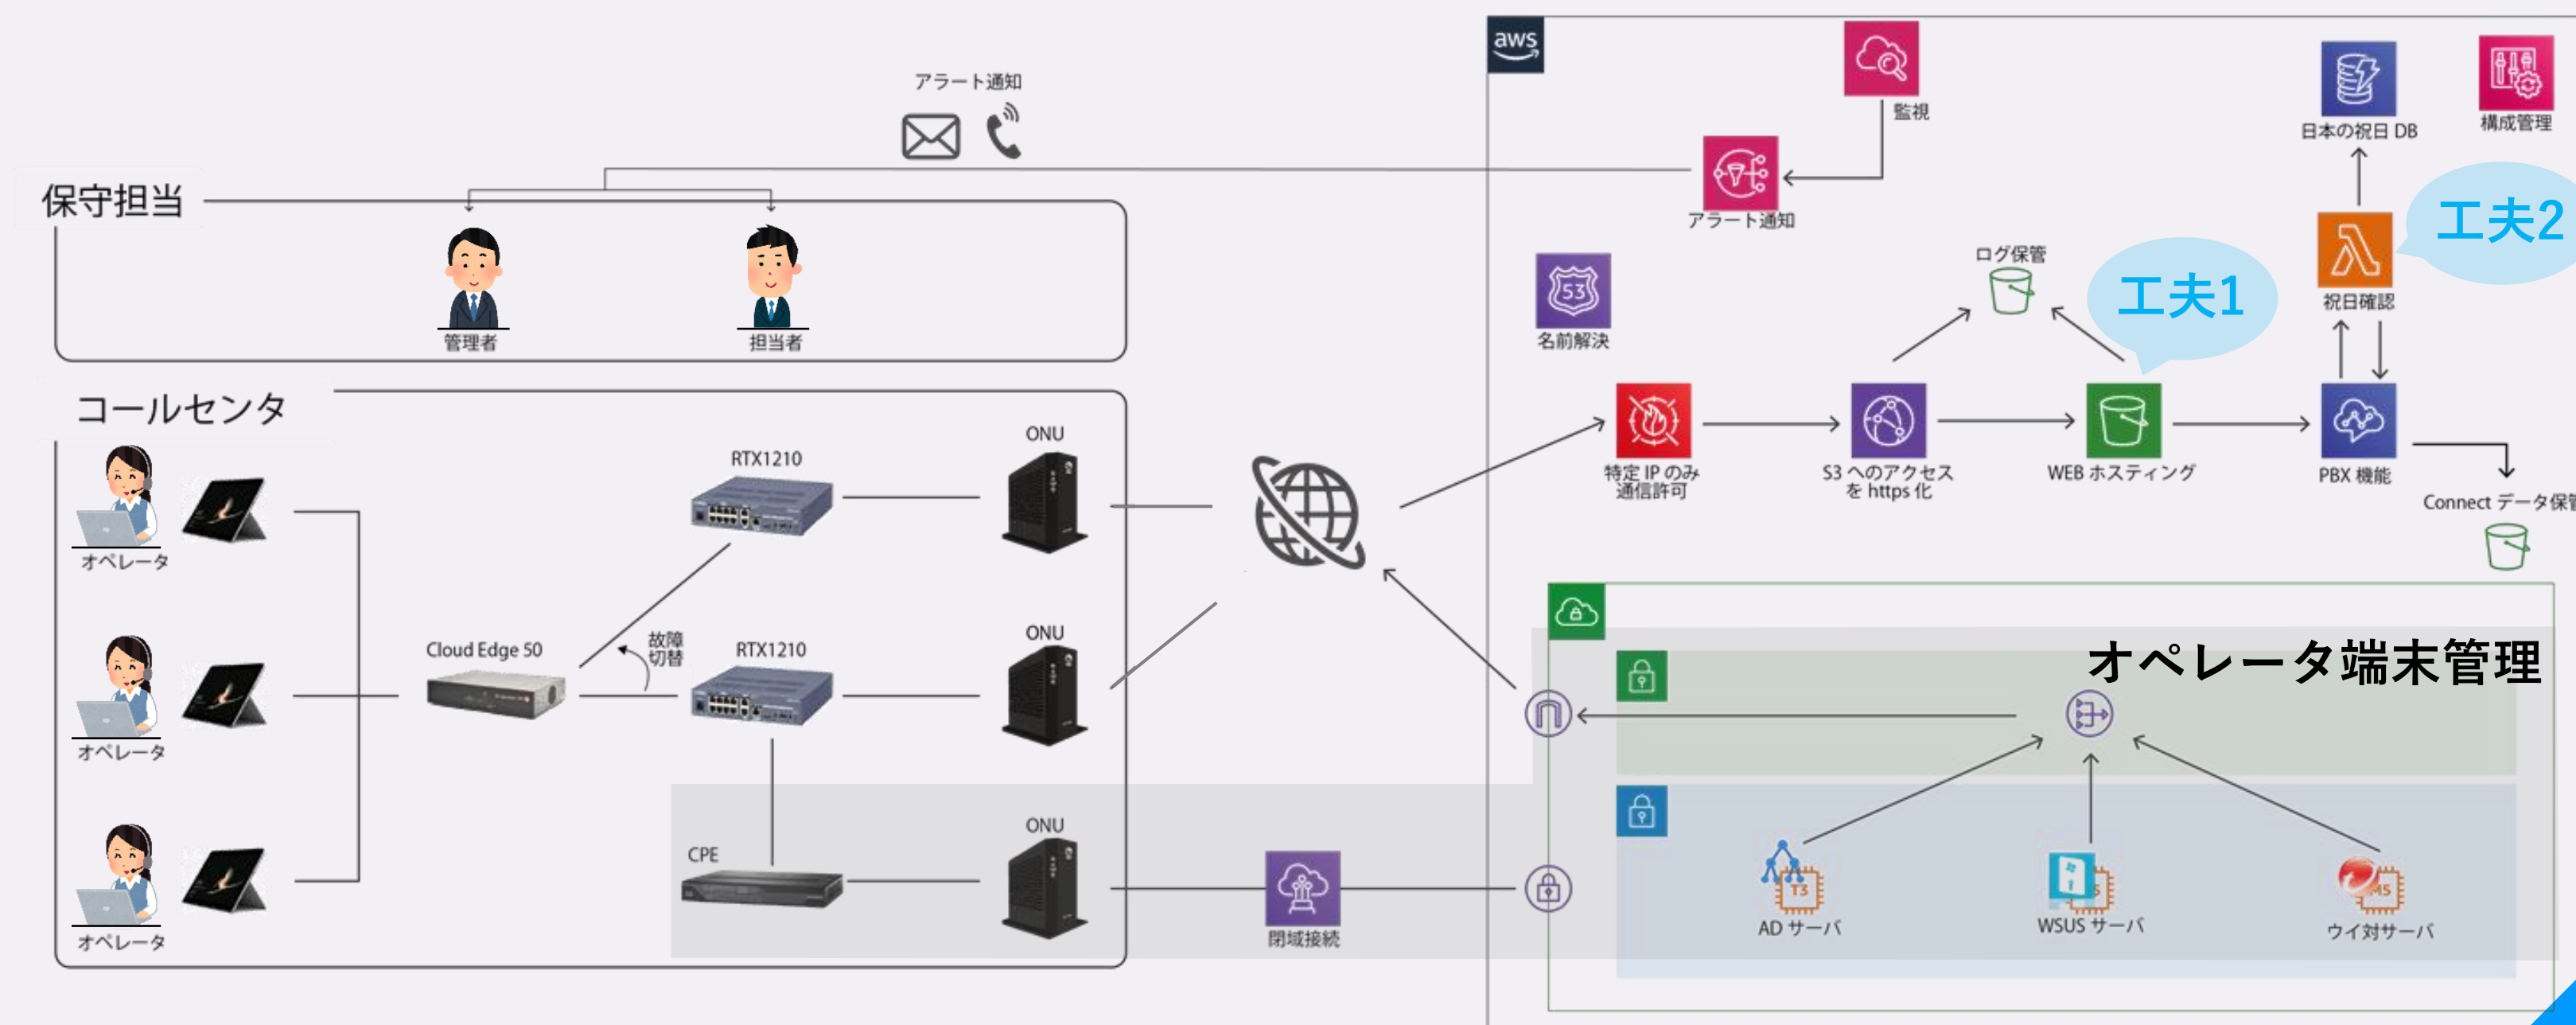 aws
監視
アラート通知
日本の祝日 DB
構成管理
アラート通知
保守担当
管理者
担当者
53
名前解決
ログ保管
工夫1
工夫2
祝日確認
コールセンタ
オペレータ
オペレータ
オペレータ
Cloud Edge 50
RTX1210
故障
切替
RTX1210
ONU
ONU
ONU
CPE
特定 IP のみ
通信許可
S3 へのアクセス
を https 化
WEB ホスティング
PBX 機能
Connect データ保管
オペレータ端末管理
閉域接続
T3
AD サーバ
WSUS サーバ
M5
ウイ対サーバ